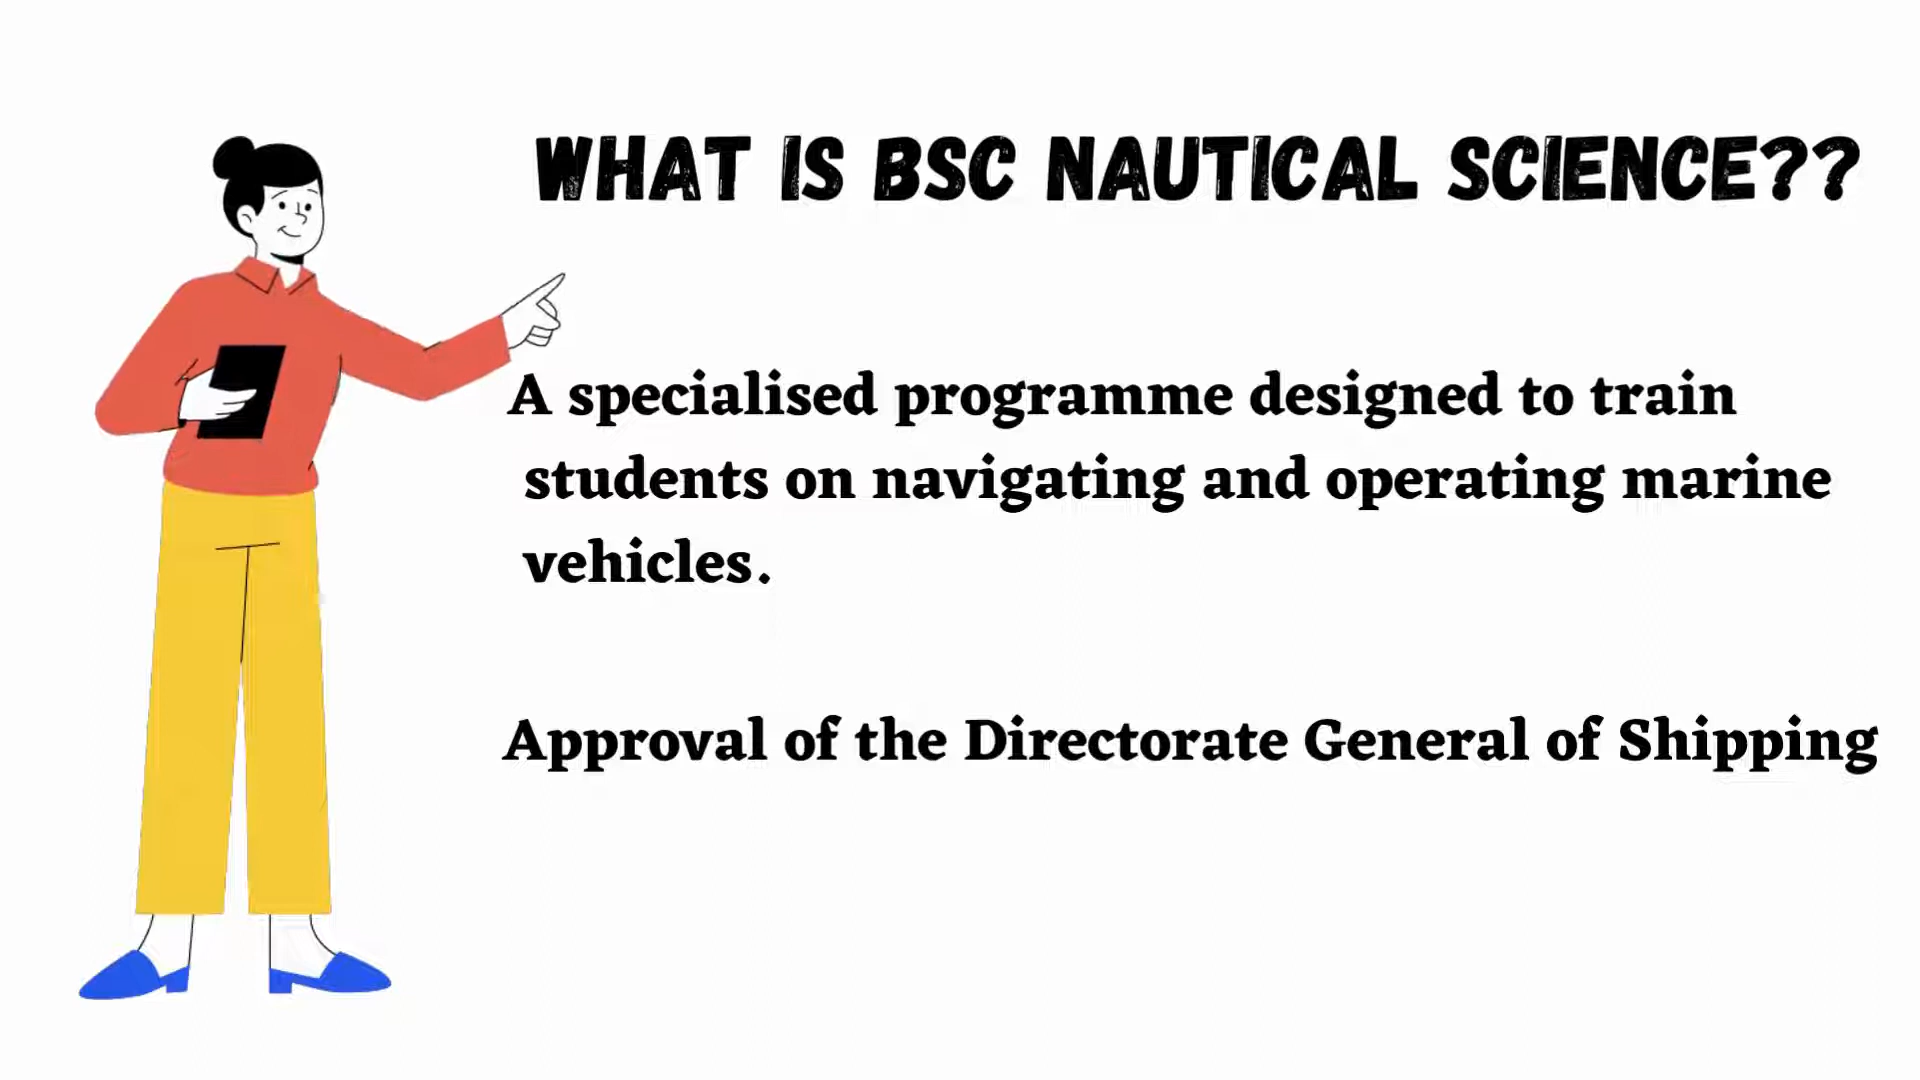 WHAT IS BSC NAUTICAL SCIENCE??
A specialised programme designed to train
students on navigating and operating marine
vehicles.
Approval of the Directorate General of Shipping